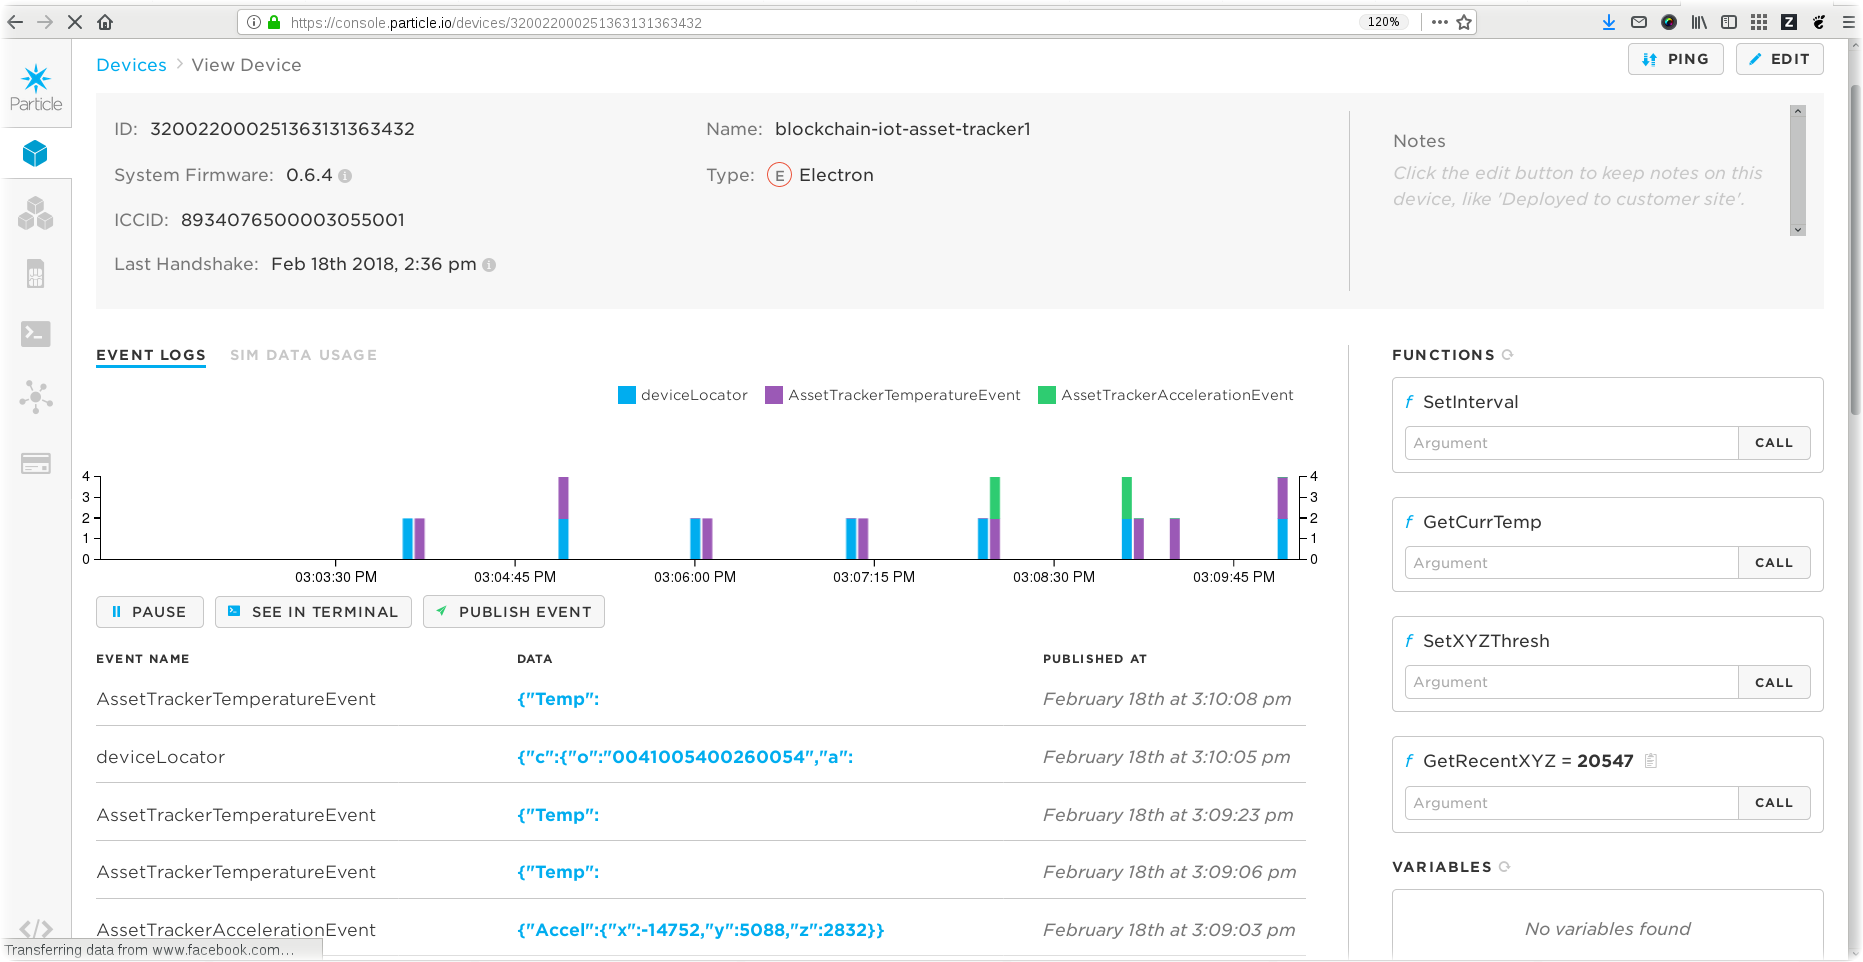 https://console.particle.io/devices/320022000251363131363432
120%
Z
Particle
Devices > View Device
PING
EDIT
ID: 320022000251363131363432
Name: blockchain-iot-asset-tracker1
System Firmware: 0.6.4
Type: E Electron
ICCID: 8934076500003055001
Last Handshake: Feb 18th 2018, 2:36 pm
Notes
Click the edit button to keep notes on this
device, like 'Deployed to customer site'.
EVENT LOGS
SIM DATA USAGE
deviceLocator
AssetTrackerTemperatureEvent
AssetTrackerAccelerationEvent
4
3
2
1
0
4
3
2
1
0
03:03:30 PM
03:04:45 PM
03:06:00 PM
03:07:15 PM
03:08:30 PM
03:09:45 PM
PAUSE
SEE IN TERMINAL
PUBLISH EVENT
EVENT NAME DATA PUBLISHED AT
AssetTrackerTemperatureEvent {"Temp": February 18th at 3:10:08 pm
deviceLocator {"c":{"o":"0041005400260054","a": February 18th at 3:10:05 pm
AssetTrackerTemperatureEvent {"Temp": February 18th at 3:09:23 pm
AssetTrackerTemperatureEvent {"Temp": February 18th at 3:09:06 pm
AssetTrackerAccelerationEvent {"Accel":{"x":-14752,"y":5088,"z":2832}} February 18th at 3:09:03 pm
FUNCTIONS
f SetInterval
Argument CALL
f GetCurrTemp
Argument CALL
f SetXYZThresh
Argument CALL
f GetRecentXYZ = 20547
Argument CALL
VARIABLES
No variables found
Transferring data from www.facebook.com...